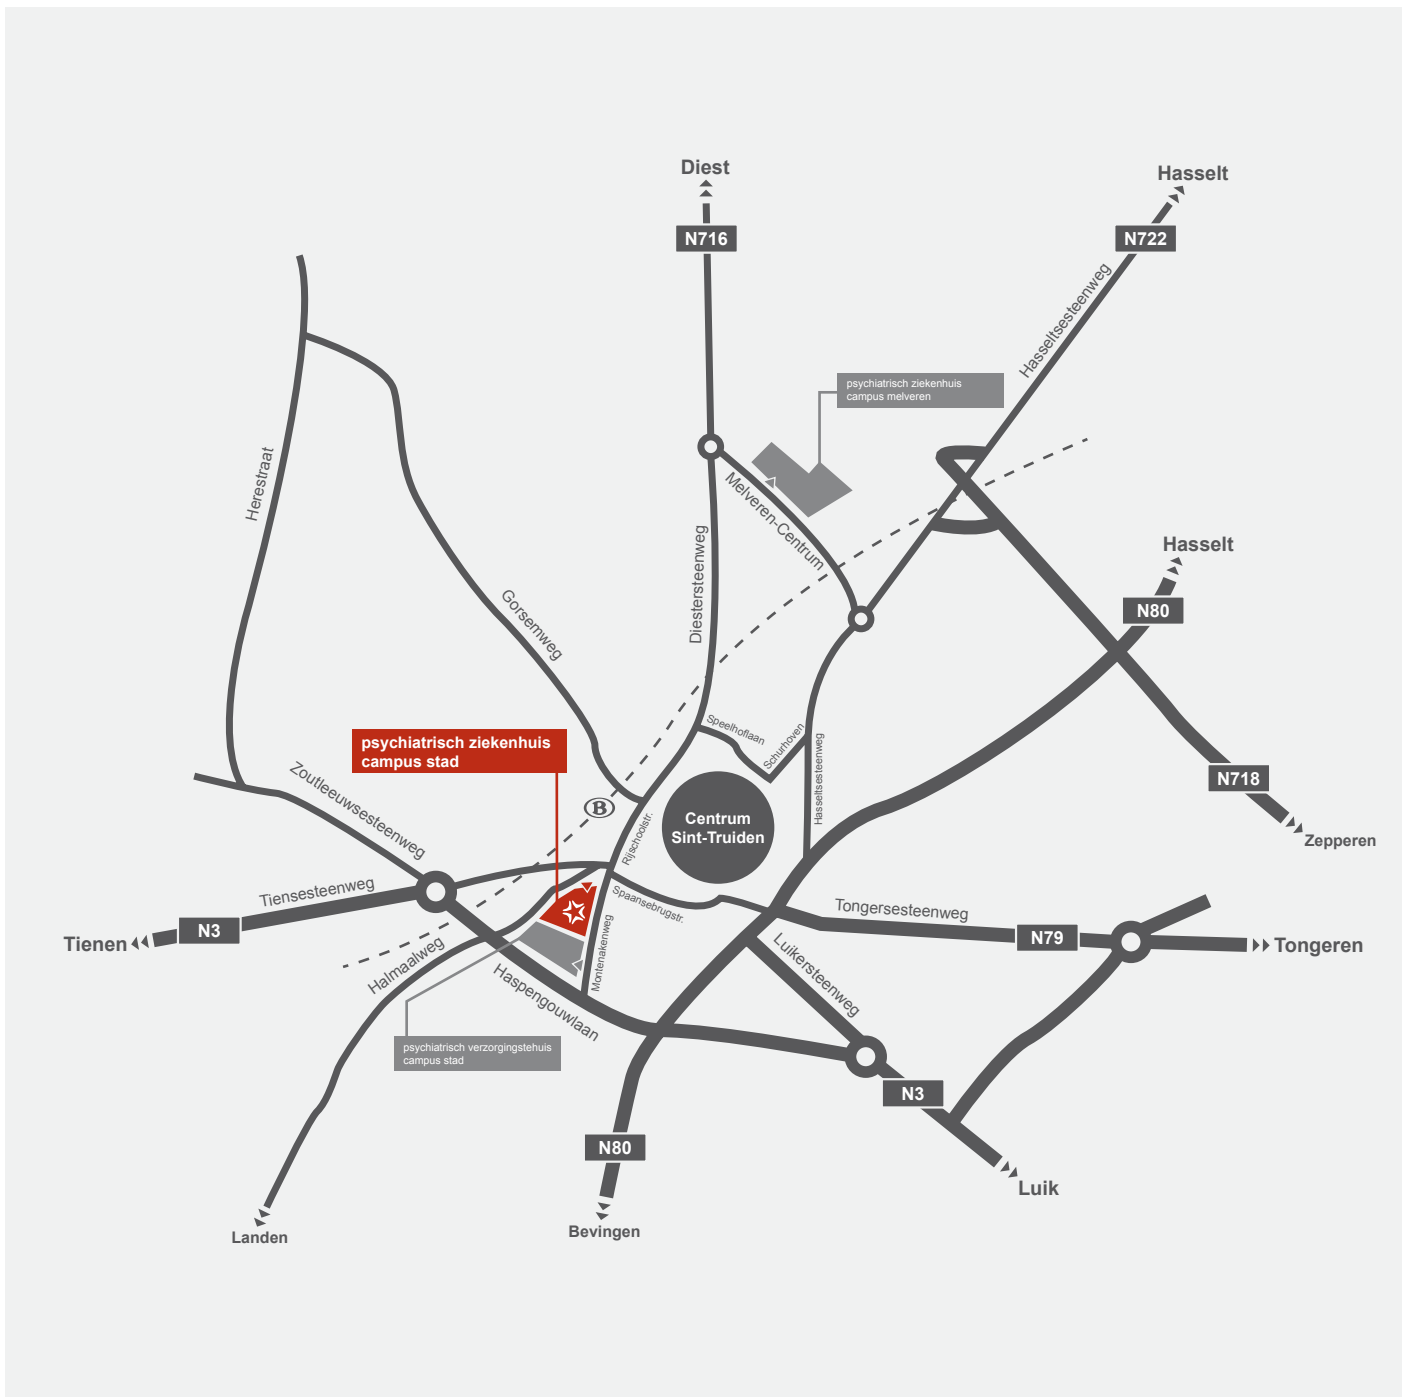 Diest
Hasselt
N716
N722
Hasseltsesteenweg
psychiatrisch ziekenhuis
campus melveren
Herestraat
Melveren-Centrum
Diestersteenweg
Hasselt
N80
Gorsemweg
Speelhoflaan
Schurhoven
Hasseltsesteenweg
psychiatrisch ziekenhuis
campus stad
Zoutleeuwsesteenweg
B
N718
Zepperen
Centrum
Sint-Truiden
Rijschoolstr.
Tiensesteenweg
Spaansebrugstr.
Tongersesteenweg
N3
Tienen
N79
Tongeren
Halmaalweg
Montenakenweg
Luikersteenweg
Haspengouwlaan
psychiatrisch verzorgingstehuis
campus stad
N3
N80
Luik
Landen
Bevingen